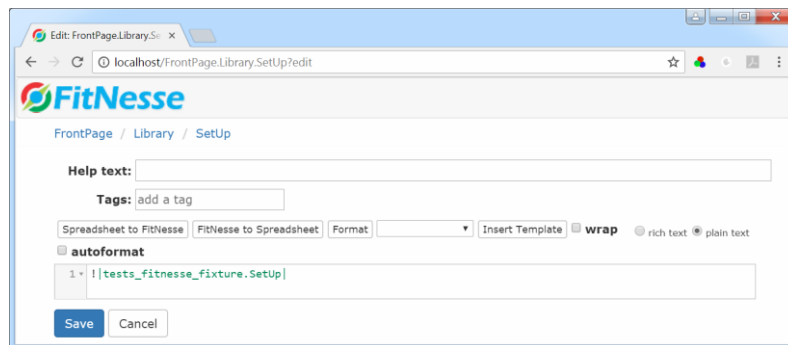 Edit: FrontPage.Library.Se
localhost/FrontPage.Library.SetUp?edit
FitNesse
FrontPage / Library / SetUp
Help text:
Tags: add a tag
Spreadsheet to FitNesse FitNesse to Spreadsheet Format Insert Template wrap rich text plain text
autoformat
1 !|tests_fitnesse_fixture.SetUp|
Save Cancel